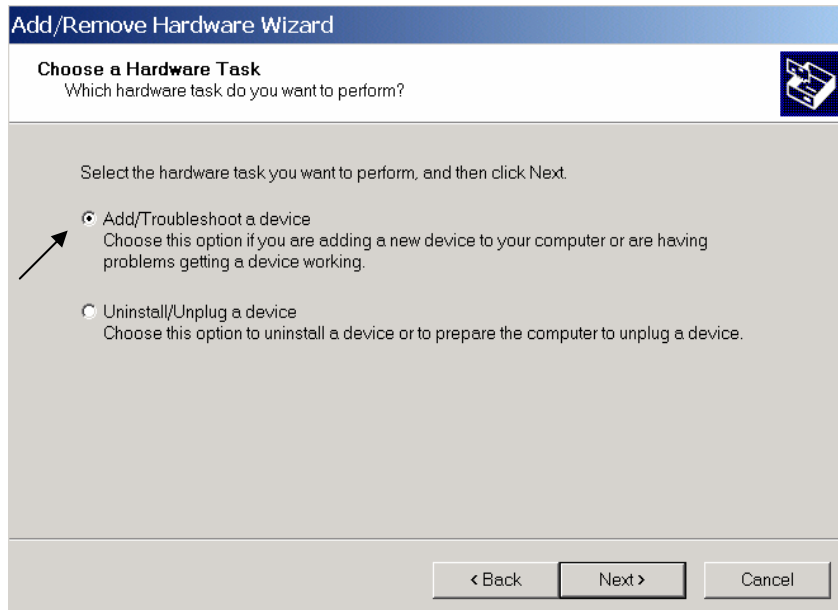 Add/Remove Hardware Wizard
Choose a Hardware Task
Which hardware task do you want to perform?
Select the hardware task you want to perform, and then click Next.
Add/Troubleshoot a device
Choose this option if you are adding a new device to your computer or are having
problems getting a device working.
Uninstall/Unplug a device
Choose this option to uninstall a device or to prepare the computer to unplug a device.
< Back Next > Cancel